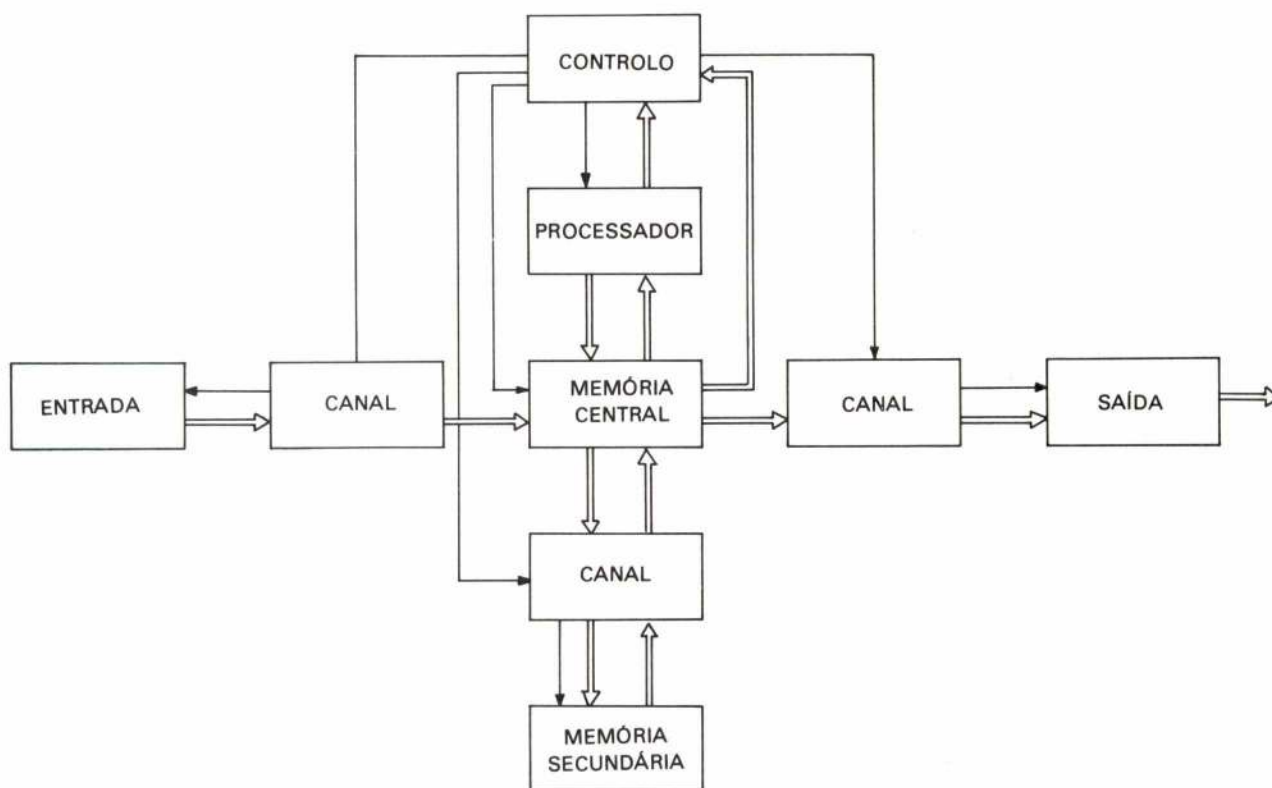 CONTROLO
PROCESSADOR
ENTRADA
CANAL
MEMÓRIA
CENTRAL
CANAL
SAÍDA
CANAL
MEMÓRIA
SECUNDÁRIA